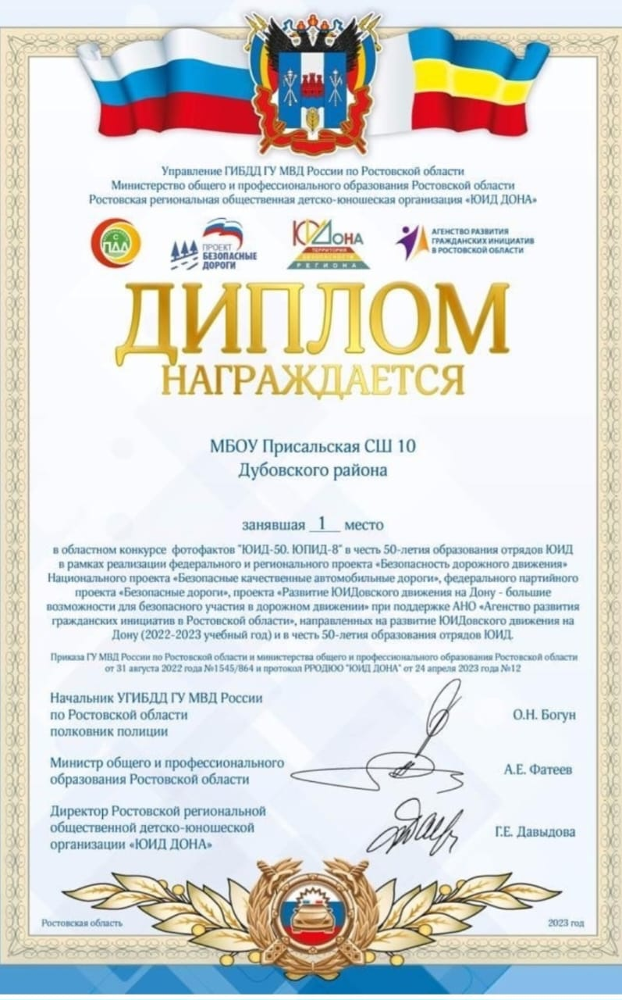 Управление ГИБДД ГУ МВД России по Ростовской области
Министерство общего и профессионального образования Ростовской области
Ростовская региональная общественная детско-юношеская организация «ЮИД ДОНА»
С ПДД
ПРОЕКТ
БЕЗОПАСНЫЕ
ДОРОГИ
ЮИДОНА
ТЕРРИТОРИЯ
БЕЗОПАСНОСТИ
РЕГИОНА
АГЕНСТВО РАЗВИТИЯ
ГРАЖДАНСКИХ ИНИЦИАТИВ
В РОСТОВСКОЙ ОБЛАСТИ
ДИПЛОМ
НАГРАЖДАЕТСЯ
МБОУ Присальская СШ 10
Дубовского района
занявшая 1 место
в областном конкурсе фотофактов "ЮИД-50. ЮПИД-8" в честь 50-летия образования отрядов ЮИД
в рамках реализации федерального и регионального проекта «Безопасность дорожного движения»
Национального проекта «Безопасные качественные автомобильные дороги», федерального партийного
проекта «Безопасные дороги», проекта «Развитие ЮИДовского движения на Дону - большие
возможности для безопасного участия в дорожном движении» при поддержке АНО «Агенство развития
гражданских инициатив в Ростовской области», направленных на развитие ЮИДовского движения на
Дону (2022-2023 учебный год) и в честь 50-летия образования отрядов ЮИД.
Приказа ГУ МВД России по Ростовской области и министерства общего и профессионального образования Ростовской области
от 31 августа 2022 года №1545/864 и протокол РРОДЮО "ЮИД ДОНА" от 24 апреля 2023 года №12
Начальник УГИБДД ГУ МВД России
по Ростовской области
полковник полиции
О.Н. Богун
Министр общего и профессионального
образования Ростовской области
А.Е. Фатеев
Директор Ростовской региональной
общественной детско-юношеской
организации «ЮИД ДОНА»
Г.Е. Давыдова
Ростовская область
2023 год